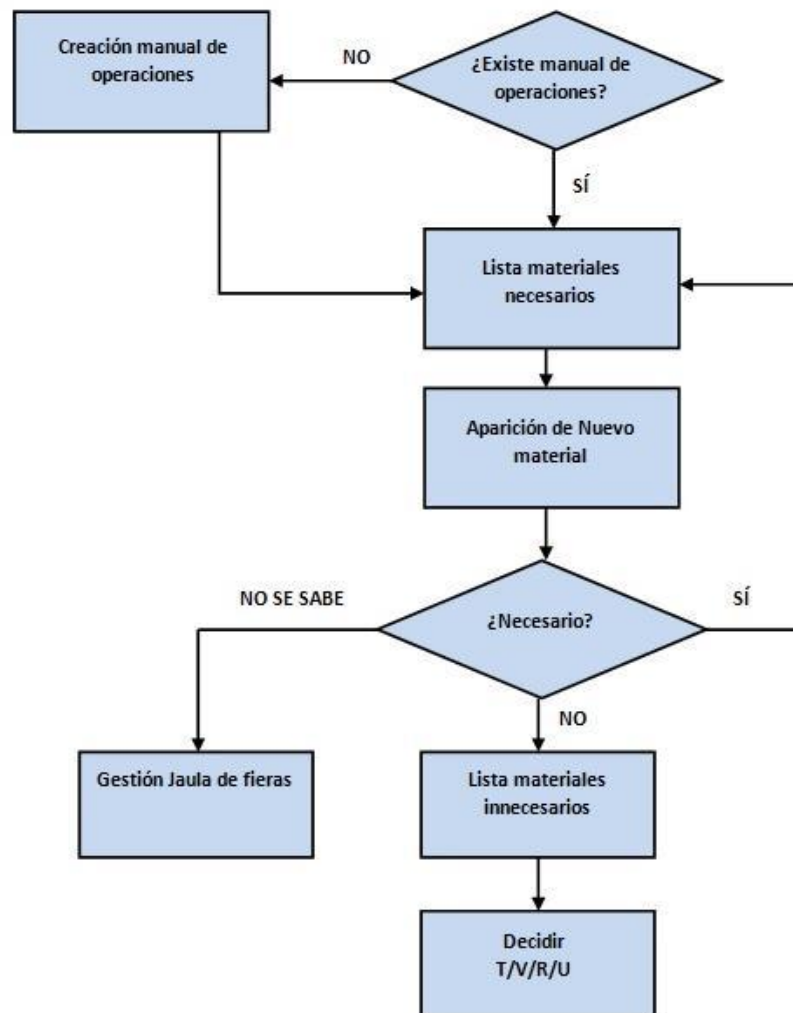 Creación manual de
operaciones
NO
¿Existe manual de
operaciones?
SÍ
Lista materiales
necesarios
Aparición de Nuevo
material
NO SE SABE
¿Necesario?
SÍ
NO
Gestión Jaula de fieras
Lista materiales
innecesarios
Decidir
T/V/R/U